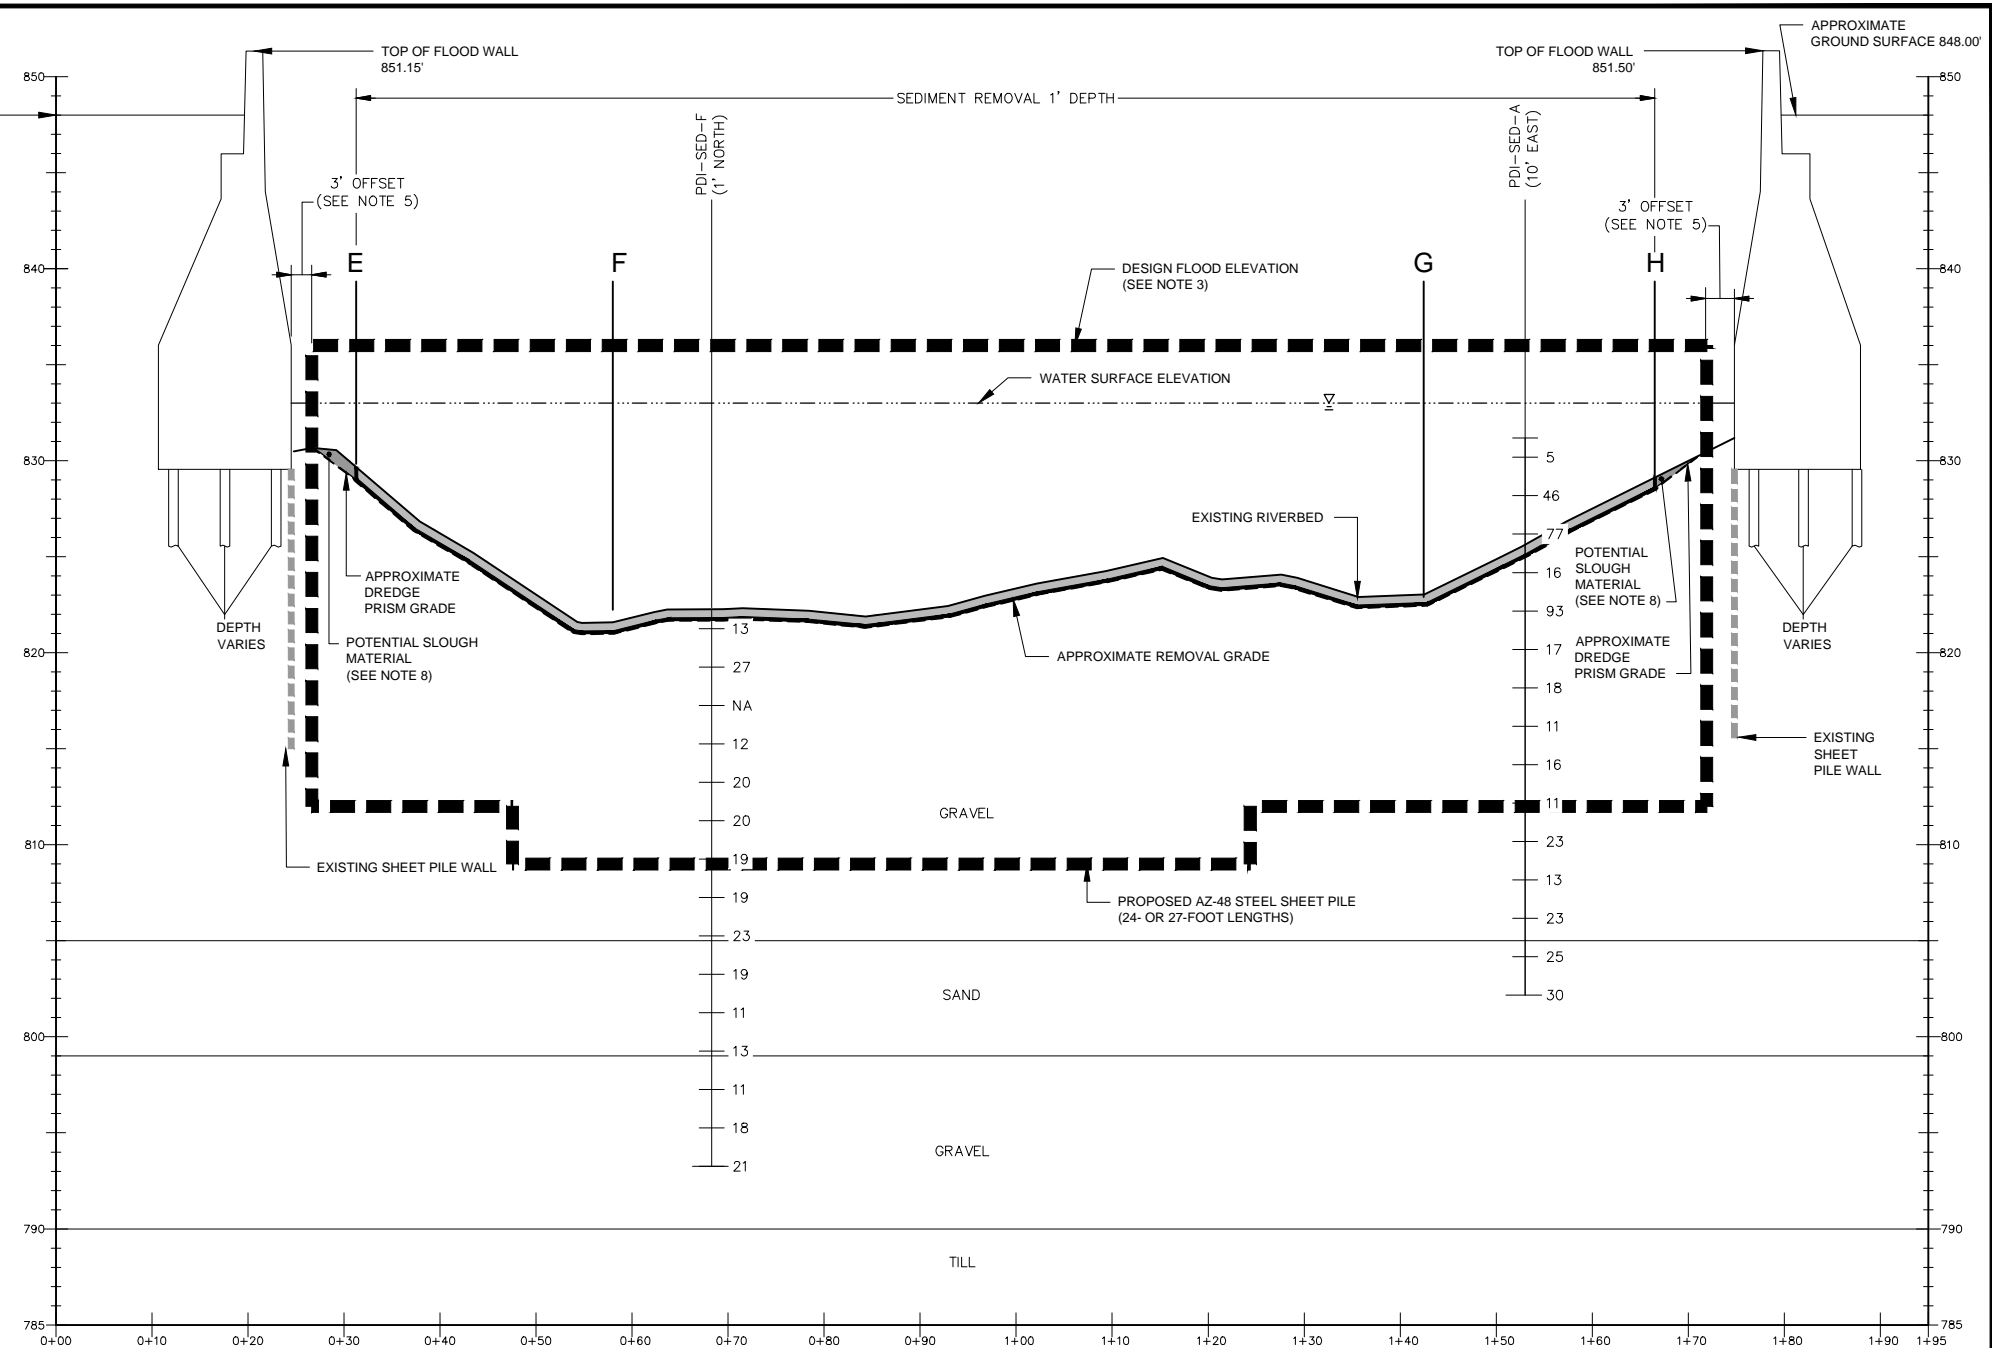 APPROXIMATE
GROUND SURFACE 848.00'
TOP OF FLOOD WALL
851.15'
TOP OF FLOOD WALL
851.50'
850
850
SEDIMENT REMOVAL 1' DEPTH
PDI-SED-F
(1' NORTH)
PDI-SED-A
(10' EAST)
3' OFFSET
(SEE NOTE 5)
3' OFFSET
(SEE NOTE 5)
E
F
G
H
840
840
DESIGN FLOOD ELEVATION
(SEE NOTE 3)
WATER SURFACE ELEVATION
830
830
5
46
77
16
93
17
18
11
16
11
23
13
23
25
30
EXISTING RIVERBED
POTENTIAL
SLOUGH
MATERIAL
(SEE NOTE 8)
APPROXIMATE
DREDGE
PRISM GRADE
APPROXIMATE
DREDGE
PRISM GRADE
POTENTIAL SLOUGH
MATERIAL
(SEE NOTE 8)
DEPTH
VARIES
DEPTH
VARIES
APPROXIMATE REMOVAL GRADE
820
820
13
27
NA
12
20
20
19
19
23
19
11
13
11
18
21
EXISTING
SHEET
PILE WALL
GRAVEL
810
810
EXISTING SHEET PILE WALL
PROPOSED AZ-48 STEEL SHEET PILE
(24- OR 27-FOOT LENGTHS)
SAND
800
800
GRAVEL
790
790
TILL
785
785
0+00
0+10
0+20
0+30
0+40
0+50
0+60
0+70
0+80
0+90
1+00
1+10
1+20
1+30
1+40
1+50
1+60
1+70
1+80
1+90
1+95